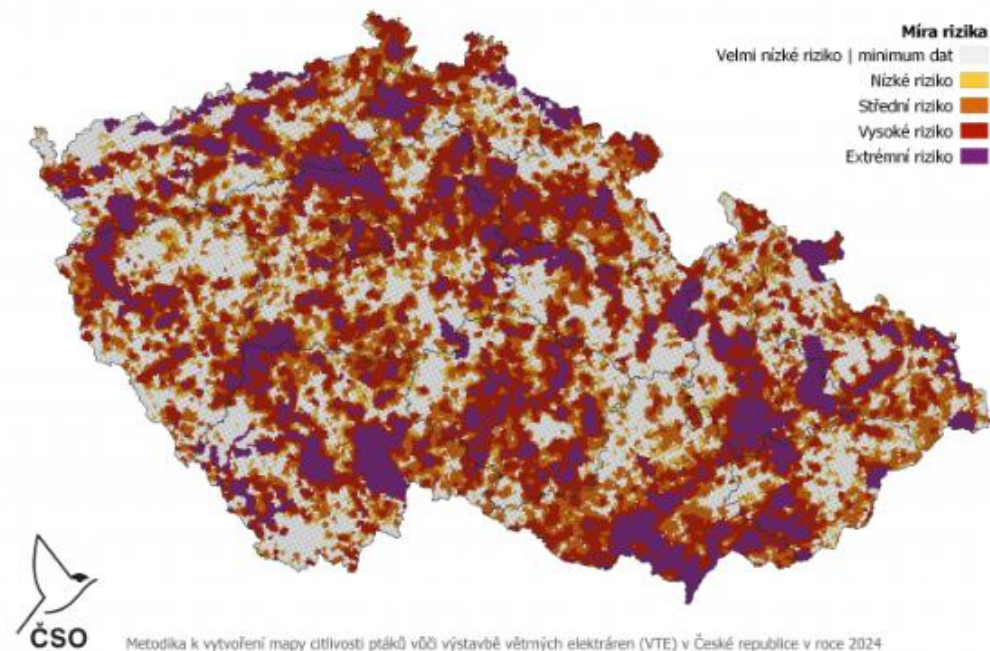 Míra rizika
Velmi nízké riziko | minimum dat
Nízké riziko
Střední riziko
Vysoké riziko
Extrémní riziko
ČSO
Metodika k vytvoření mapy citlivosti ptáků vůči výstavbě větrných elektráren (VTE) v České republice v roce 2024